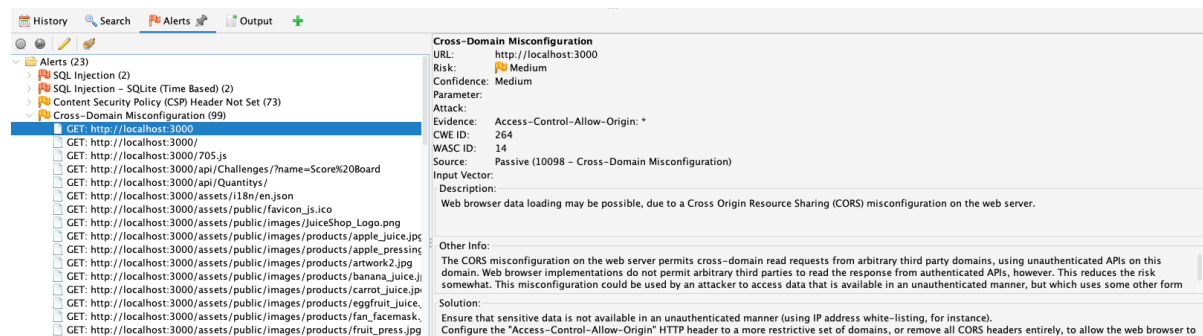 History Search Alerts Output
Alerts (23)
SQL Injection (2)
SQL Injection - SQLite (Time Based) (2)
Content Security Policy (CSP) Header Not Set (73)
Cross-Domain Misconfiguration (99)
GET: http://localhost:3000
GET: http://localhost:3000/
GET: http://localhost:3000/705.js
GET: http://localhost:3000/api/Challenges/?name=Score%20Board
GET: http://localhost:3000/api/Quantitys/
GET: http://localhost:3000/assets/i18n/en.json
GET: http://localhost:3000/assets/public/favicon_js.ico
GET: http://localhost:3000/assets/public/images/JuiceShop_Logo.png
GET: http://localhost:3000/assets/public/images/products/apple_juice.jpg
GET: http://localhost:3000/assets/public/images/products/apple_pressing
GET: http://localhost:3000/assets/public/images/products/artwork2.jpg
GET: http://localhost:3000/assets/public/images/products/banana_juice.j
GET: http://localhost:3000/assets/public/images/products/carrot_juice.jp
GET: http://localhost:3000/assets/public/images/products/eggfruit_juice.
GET: http://localhost:3000/assets/public/images/products/fan_facemask.
GET: http://localhost:3000/assets/public/images/products/fruit_press.jpg
Cross-Domain Misconfiguration
URL: http://localhost:3000
Risk: Medium
Confidence: Medium
Parameter:
Attack:
Evidence: Access-Control-Allow-Origin: *
CWE ID: 264
WASC ID: 14
Source: Passive (10098 - Cross-Domain Misconfiguration)
Input Vector:
Description:
Web browser data loading may be possible, due to a Cross Origin Resource Sharing (CORS) misconfiguration on the web server.
Other Info:
The CORS misconfiguration on the web server permits cross-domain read requests from arbitrary third party domains, using unauthenticated APIs on this
domain. Web browser implementations do not permit arbitrary third parties to read the response from authenticated APIs, however. This reduces the risk
somewhat. This misconfiguration could be used by an attacker to access data that is available in an unauthenticated manner, but which uses some other form
Solution:
Ensure that sensitive data is not available in an unauthenticated manner (using IP address white-listing, for instance).
Configure the "Access-Control-Allow-Origin" HTTP header to a more restrictive set of domains, or remove all CORS headers entirely, to allow the web browser